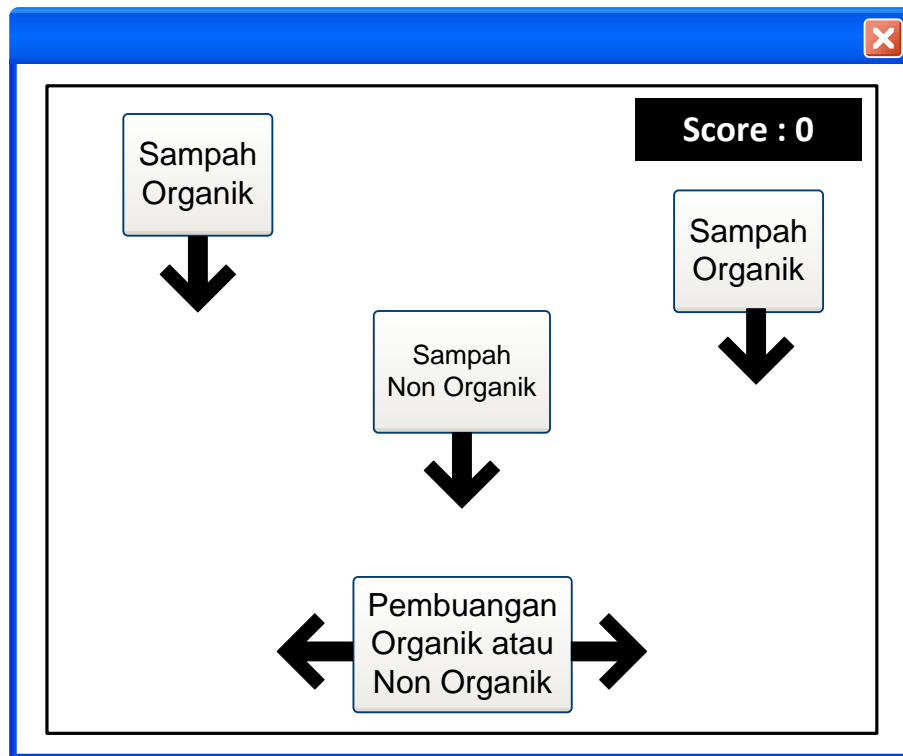 Sampah
Organik
Score : 0
Sampah
Organik
Sampah
Non Organik
Pembuangan
Organik atau
Non Organik